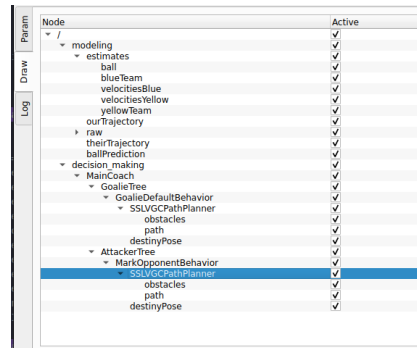 Param
Draw
Log
Node Active
/
modeling
estimates
ball
blueTeam
velocitiesBlue
velocitiesYellow
yellowTeam
ourTrajectory
raw
theirTrajectory
ballPrediction
decision_making
MainCoach
GoalieTree
GoalieDefaultBehavior
SSLVGCPathPlanner
obstacles
path
destinyPose
AttackerTree
MarkOpponentBehavior
SSLVGCPathPlanner
obstacles
path
destinyPose